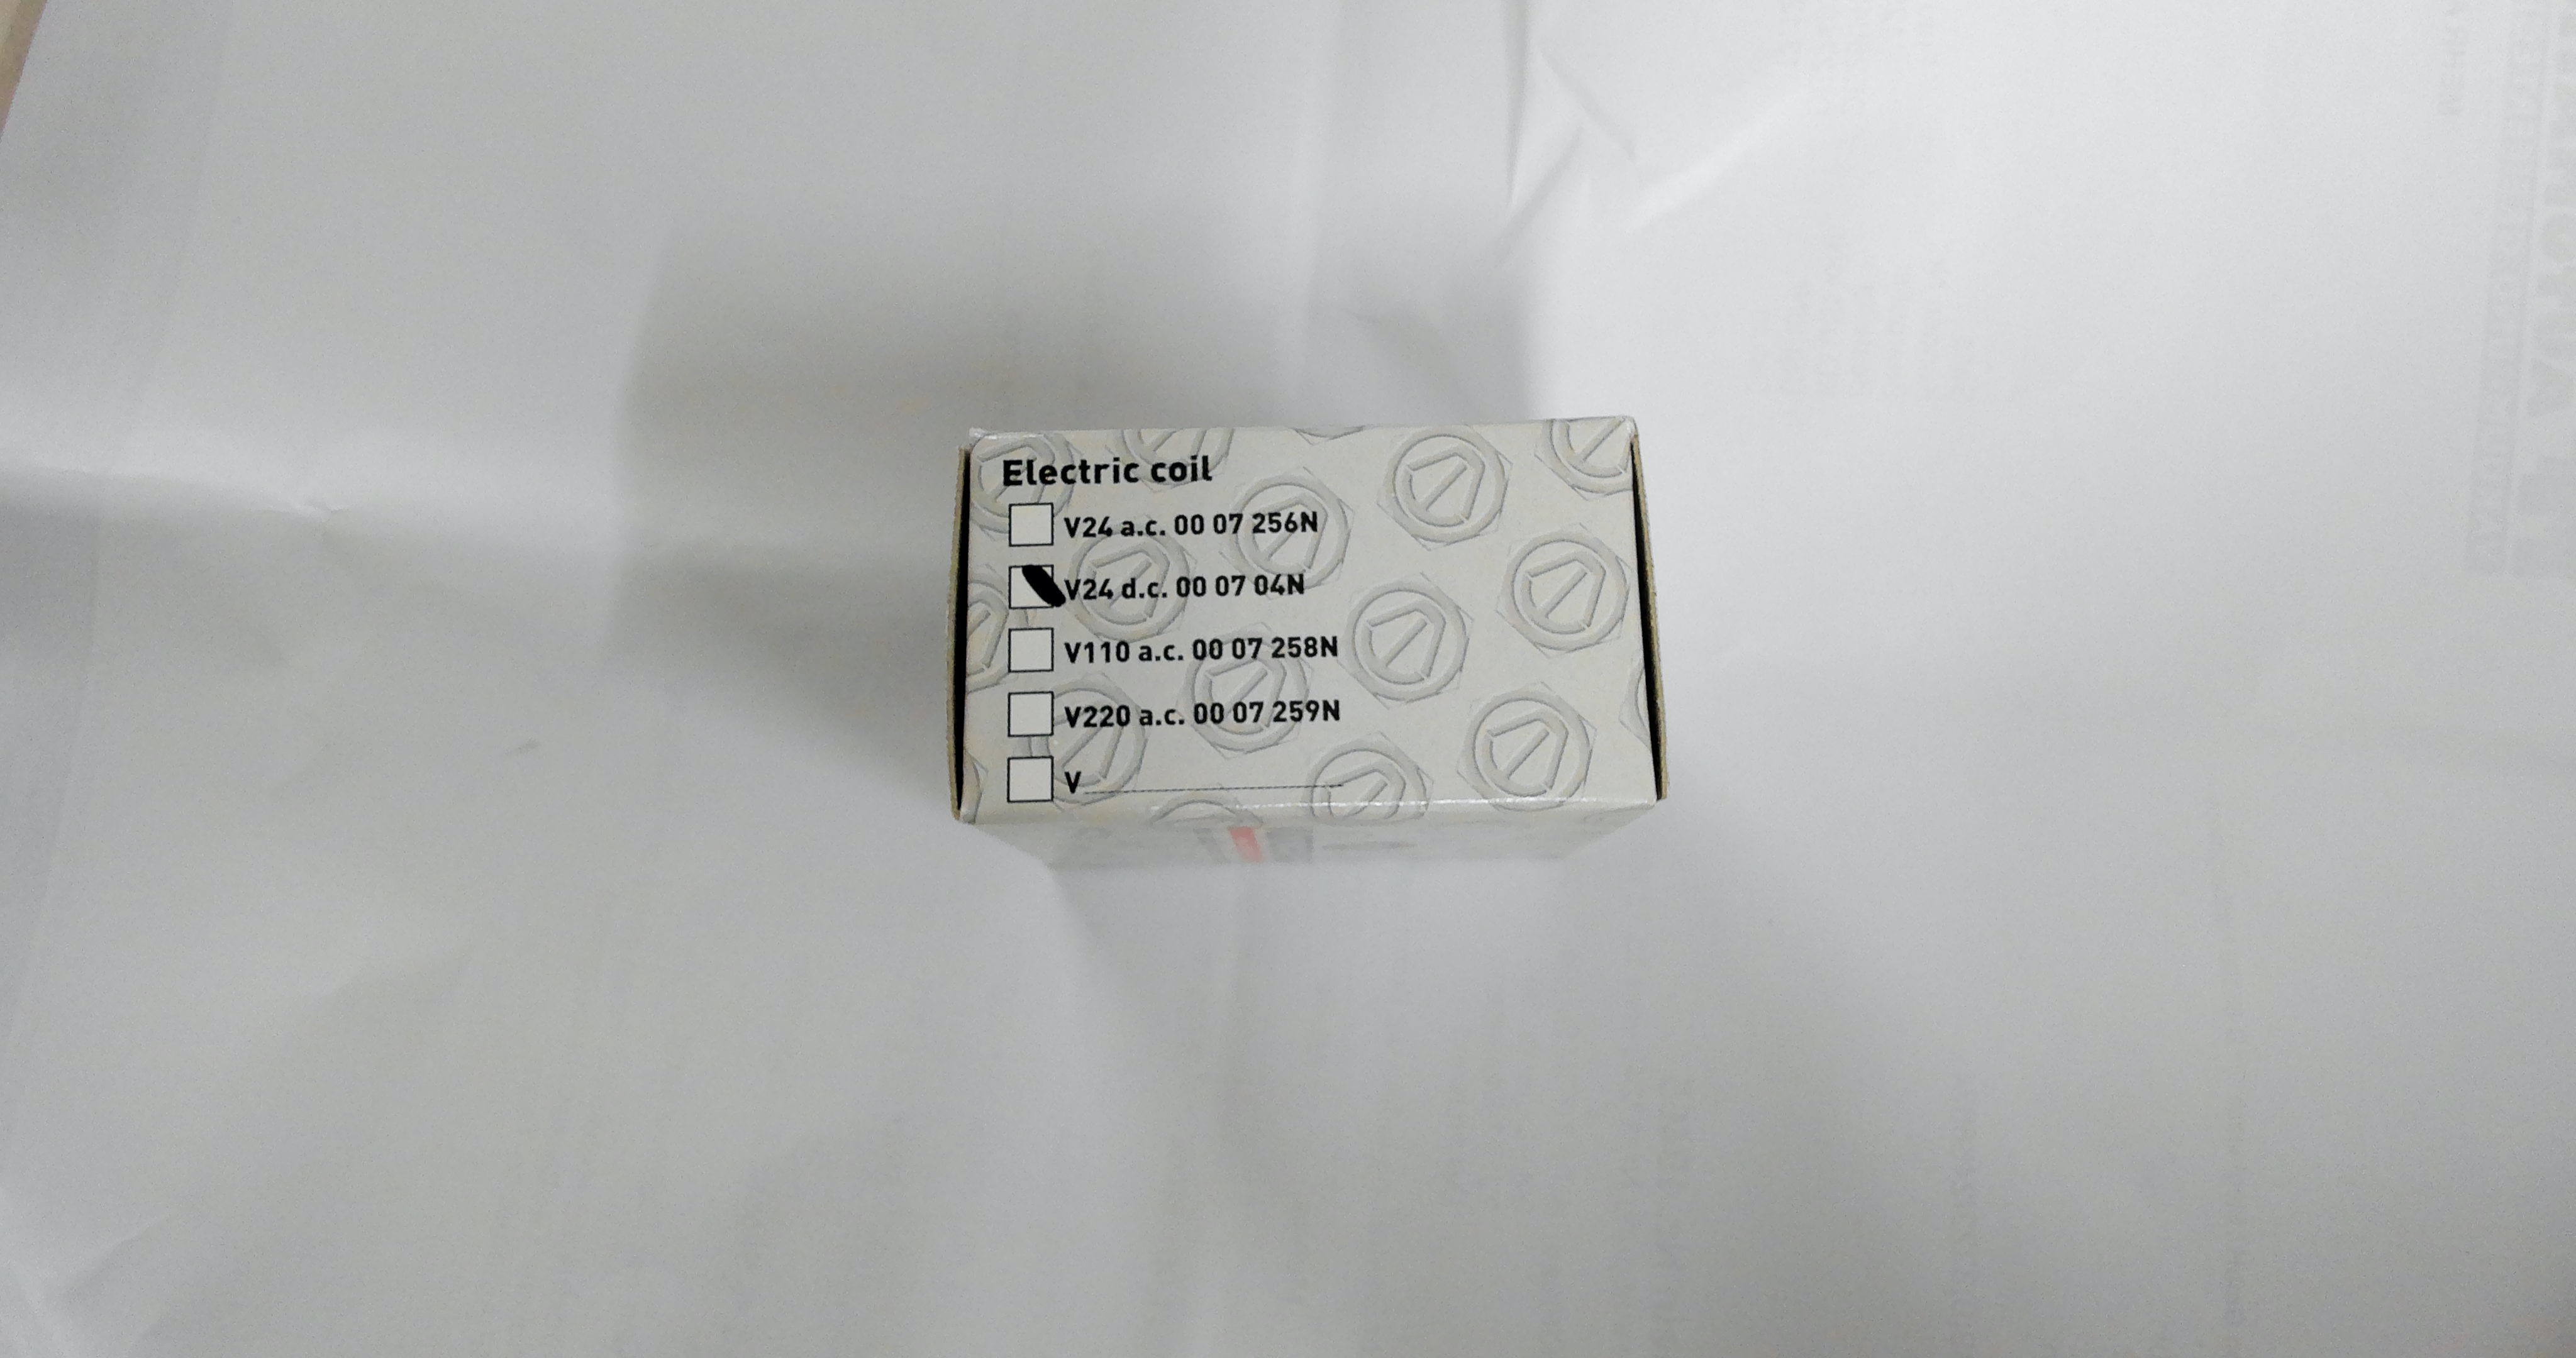 Electric coil
V24 a.c. 00 07 256N
V24 d.c. 00 07 04N
V110 a.c. 00 07 258N
V220 a.c. 00 07 259N
V